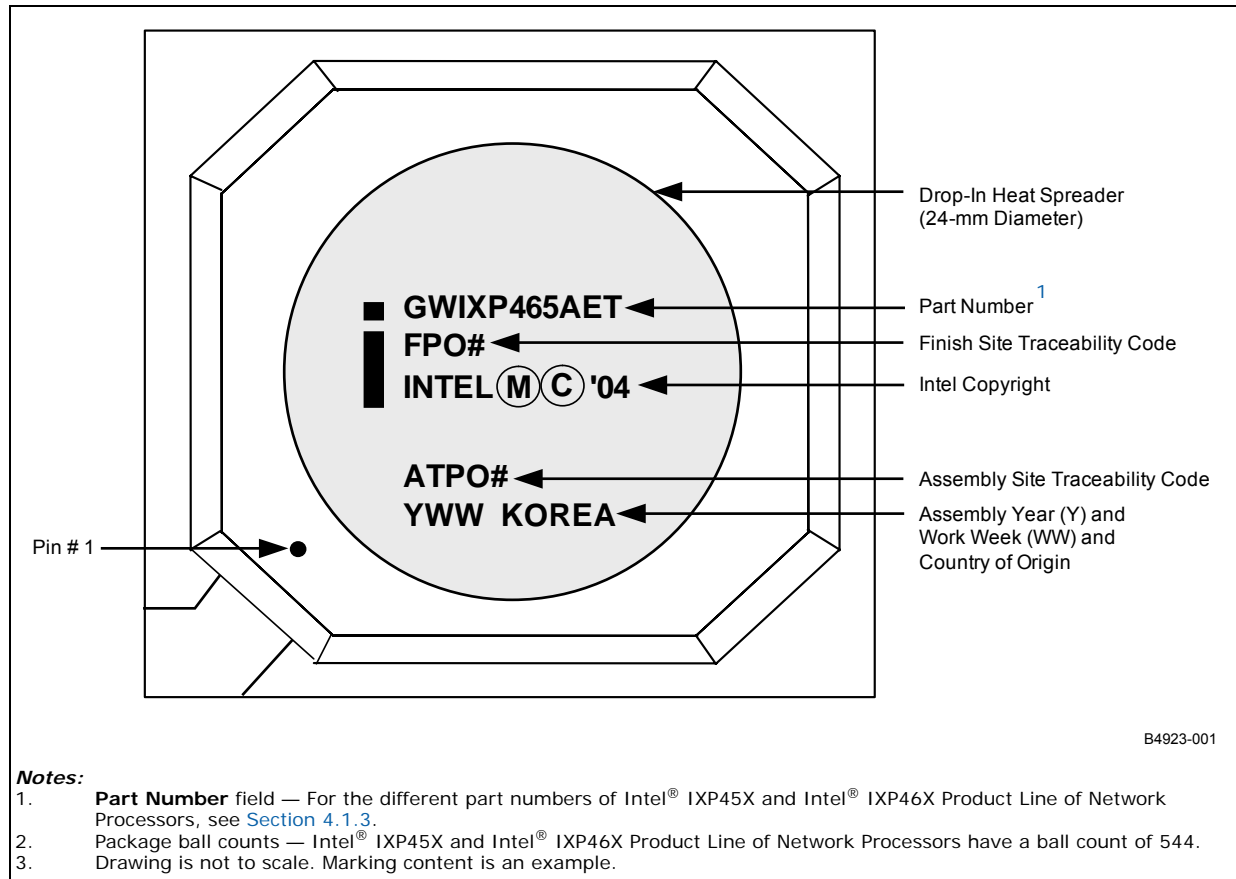 GWIXP465AET
FPO#
INTEL Ⓜ Ⓒ '04
ATPO#
YWW KOREA
Pin # 1
Drop-In Heat Spreader
(24-mm Diameter)
Part Number 1
Finish Site Traceability Code
Intel Copyright
Assembly Site Traceability Code
Assembly Year (Y) and
Work Week (WW) and
Country of Origin
B4923-001
Notes:
1. Part Number field — For the different part numbers of Intel® IXP45X and Intel® IXP46X Product Line of Network
Processors, see Section 4.1.3.
2. Package ball counts — Intel® IXP45X and Intel® IXP46X Product Line of Network Processors have a ball count of 544.
3. Drawing is not to scale. Marking content is an example.